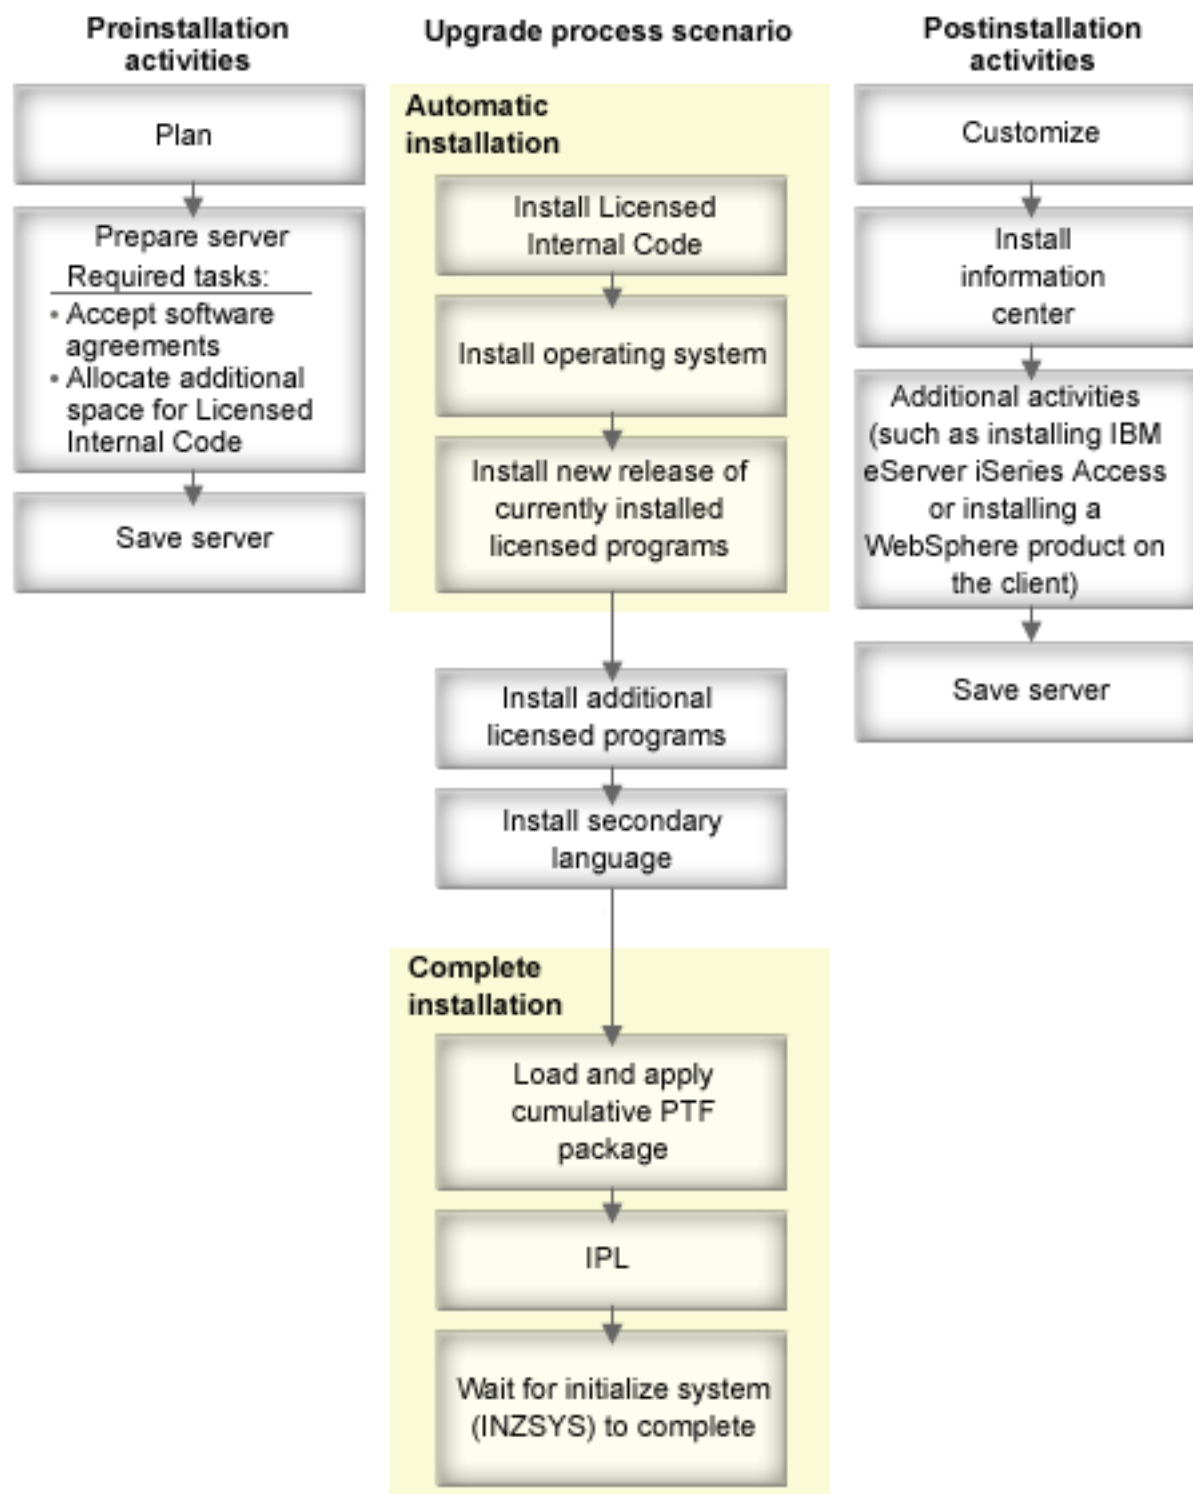 Preinstallation
activities
Plan
Prepare server
Required tasks:
• Accept software
agreements
• Allocate additional
space for Licensed
Internal Code
Save server
Upgrade process scenario
Automatic
installation
Install Licensed
Internal Code
Install operating system
Install new release of
currently installed
licensed programs
Install additional
licensed programs
Install secondary
language
Complete
installation
Load and apply
cumulative PTF
package
IPL
Wait for initialize system
(INZSYS) to complete
Postinstallation
activities
Customize
Install
information
center
Additional activities
(such as installing IBM
eServer iSeries Access
or installing a
WebSphere product on
the client)
Save server